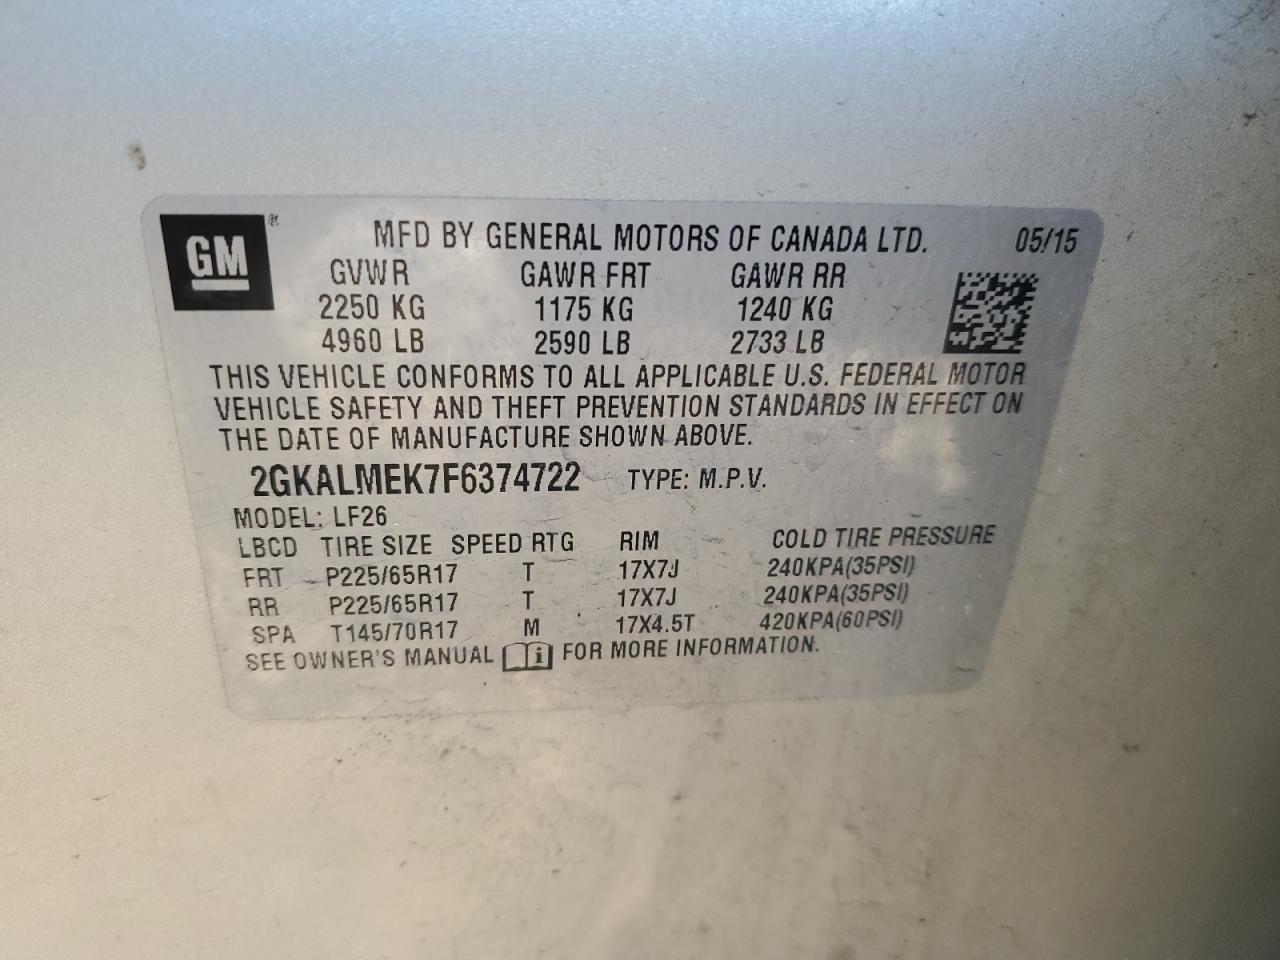 GM ®
MFD BY GENERAL MOTORS OF CANADA LTD. 05/15
GVWR GAWR FRT GAWR RR
2250 KG 1175 KG 1240 KG
4960 LB 2590 LB 2733 LB
THIS VEHICLE CONFORMS TO ALL APPLICABLE U.S. FEDERAL MOTOR
VEHICLE SAFETY AND THEFT PREVENTION STANDARDS IN EFFECT ON
THE DATE OF MANUFACTURE SHOWN ABOVE.
2GKALMEK7F6374722 TYPE: M.P.V.
MODEL: LF26
LBCD TIRE SIZE SPEED RTG RIM COLD TIRE PRESSURE
FRT P225/65R17 T 17X7J 240KPA(35PSI)
RR P225/65R17 T 17X7J 240KPA(35PSI)
SPA T145/70R17 M 17X4.5T 420KPA(60PSI)
SEE OWNER'S MANUAL i FOR MORE INFORMATION.